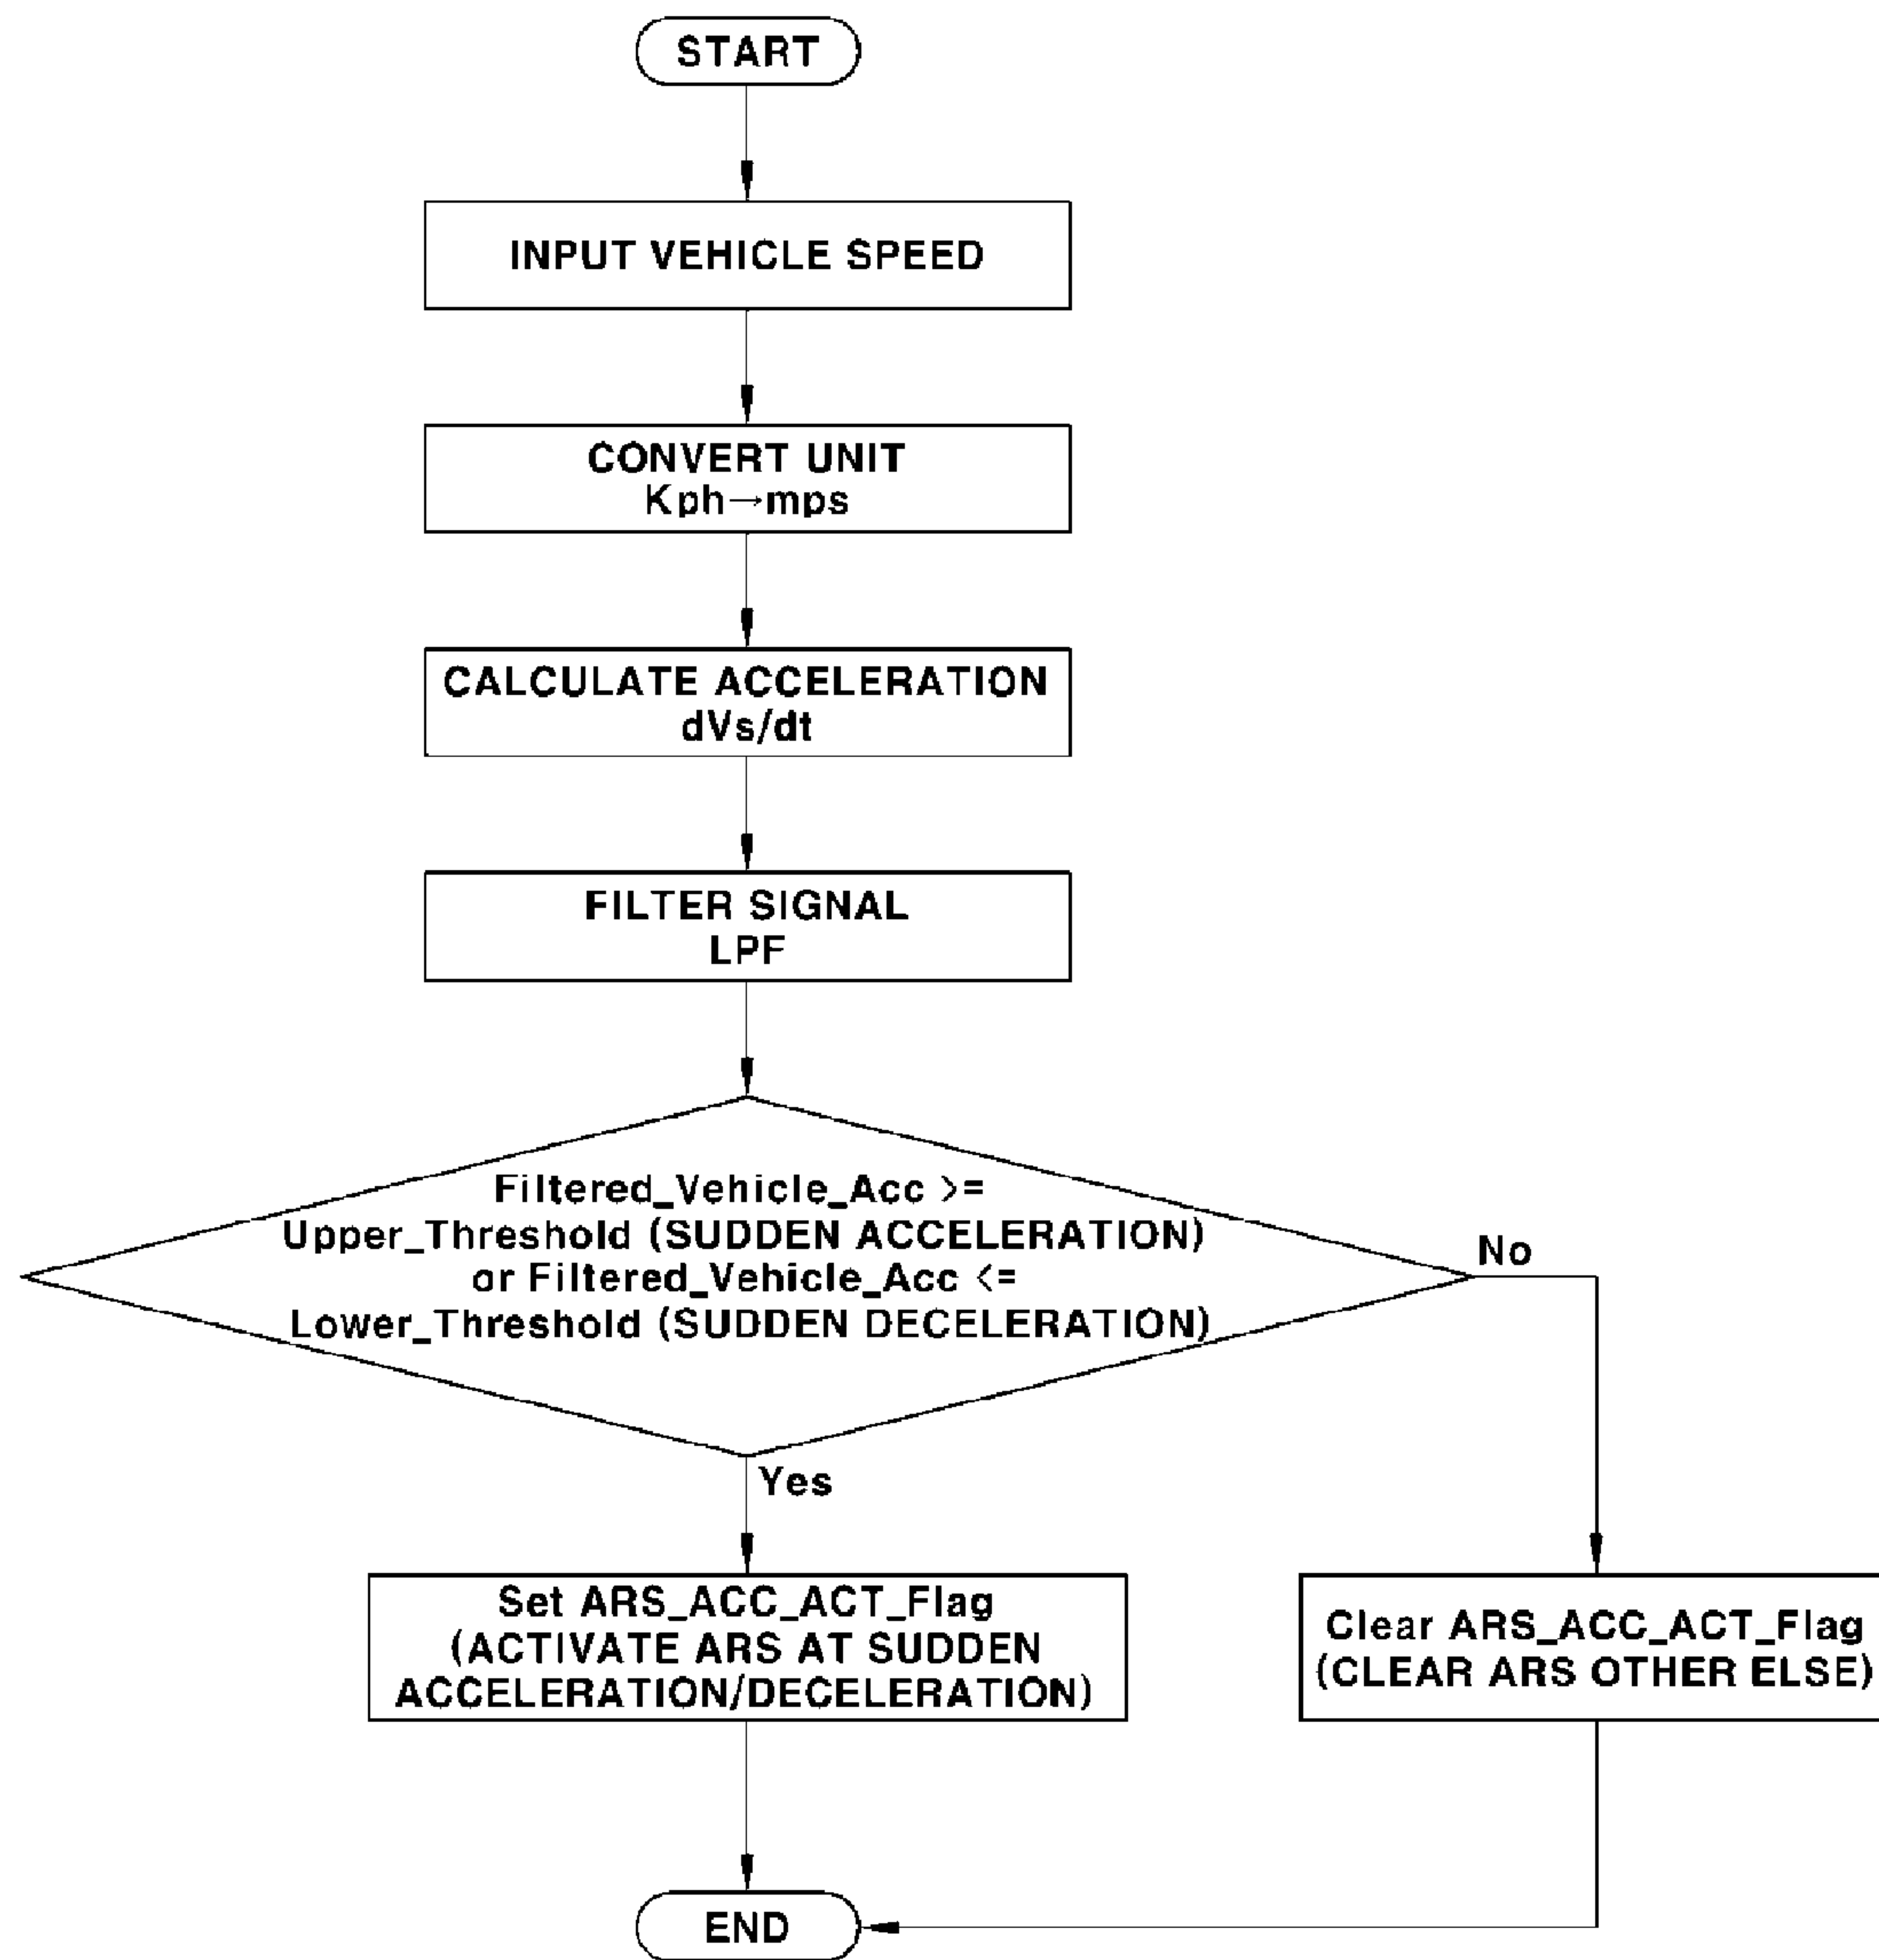 START
INPUT VEHICLE SPEED
CONVERT UNIT
Kph→mps
CALCULATE ACCELERATION
dVs/dt
FILTER SIGNAL
LPF
Filtered_Vehicle_Acc >=
Upper_Threshold (SUDDEN ACCELERATION)
or Filtered_Vehicle_Acc <=
Lower_Threshold (SUDDEN DECELERATION)
No
Yes
Set ARS_ACC_ACT_Flag
(ACTIVATE ARS AT SUDDEN
ACCELERATION/DECELERATION)
Clear ARS_ACC_ACT_Flag
(CLEAR ARS OTHER ELSE)
END